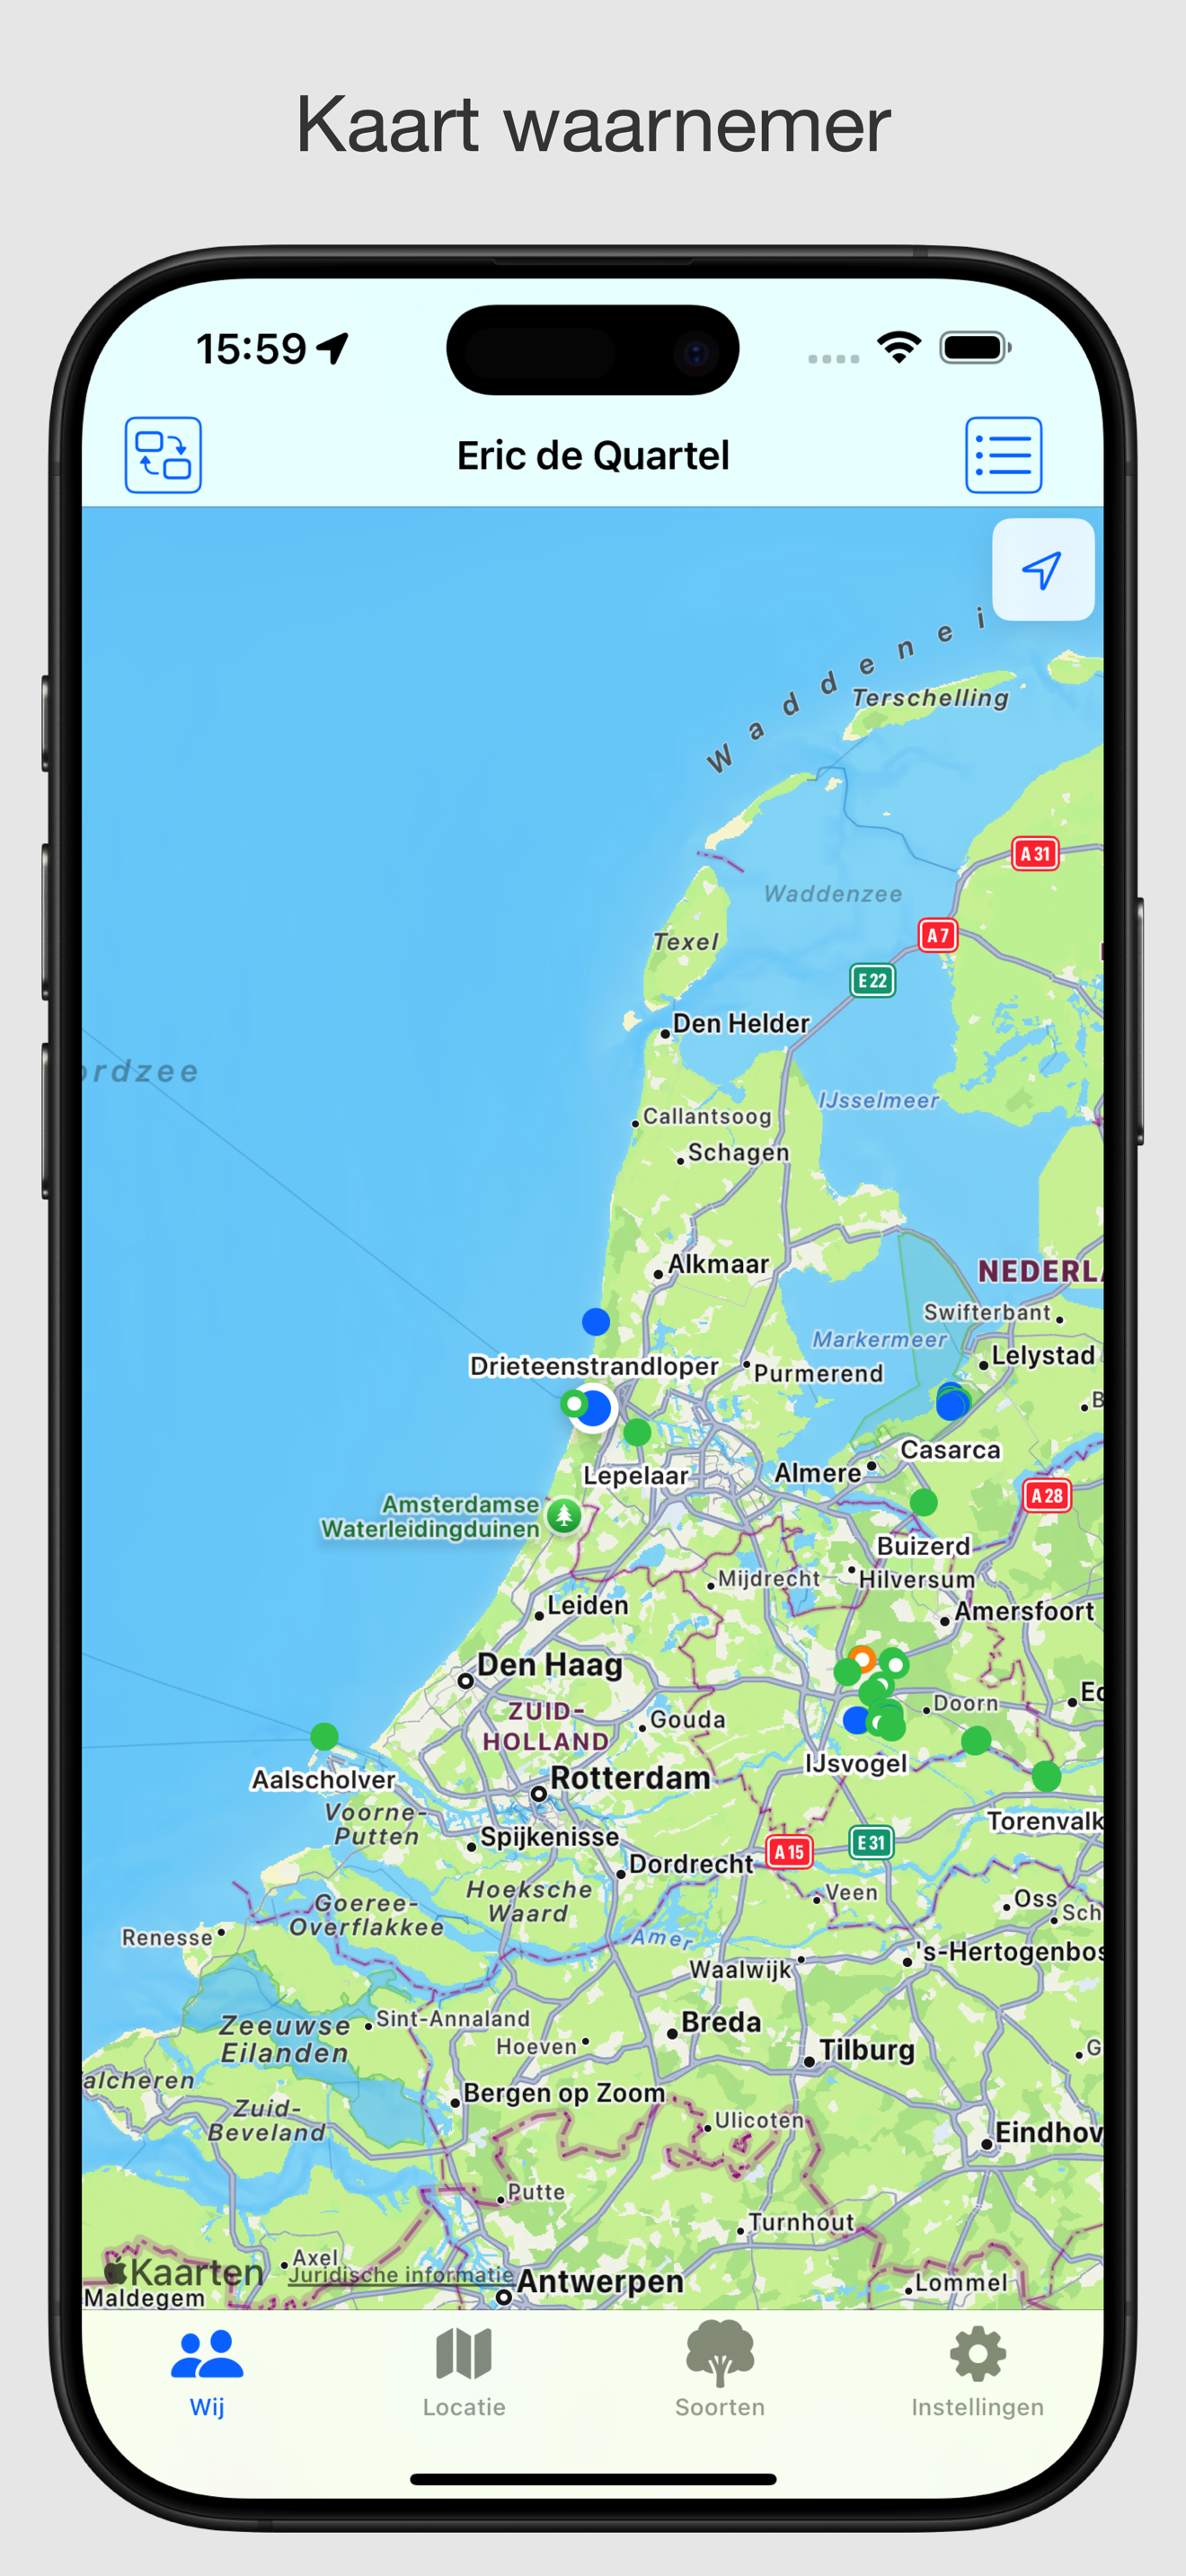 Kaart waarnemer
15:59
Eric de Quartel
Waddenei
Terschelling
A 31
Waddenzee
A 7
Texel
E 22
Den Helder
ordzee
IJsselmeer
Callantsoog
Schagen
Alkmaar
NEDERLA
Swifterbant
Markermeer
Lelystad
Drieteenstrandloper
Purmerend
B
Casarca
Lepelaar
Almere
A 28
Amsterdamse
Waterleidingduinen
Buizerd
Mijdrecht
Hilversum
Leiden
Amersfoort
Den Haag
Ed
Doorn
ZUID-
HOLLAND
Gouda
IJsvogel
Aalscholver
Rotterdam
Voorne-
Putten
Torenvalk
Spijkenisse
A 15
E 31
Dordrecht
Hoeksche
Waard
Veen
Goeree-
Overflakkee
Oss
Sch
Renesse
Amer
's-Hertogenbos
Waalwijk
Zeeuwse
Eilanden
Sint-Annaland
Breda
Hoeven
Tilburg
G
alcheren
Bergen op Zoom
Zuid-
Beveland
Ulicoten
Eindhov
Putte
Turnhout
Axel
Kaarten
Juridische informatie
Antwerpen
Lommel
Maldegem
Wij
Locatie
Soorten
Instellingen